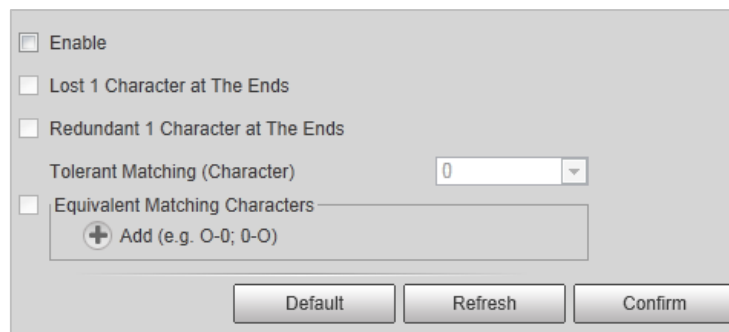 Enable
Lost 1 Character at The Ends
Redundant 1 Character at The Ends
Tolerant Matching (Character) 0
Equivalent Matching Characters
Add (e.g. O-0; 0-O)
Default Refresh Confirm